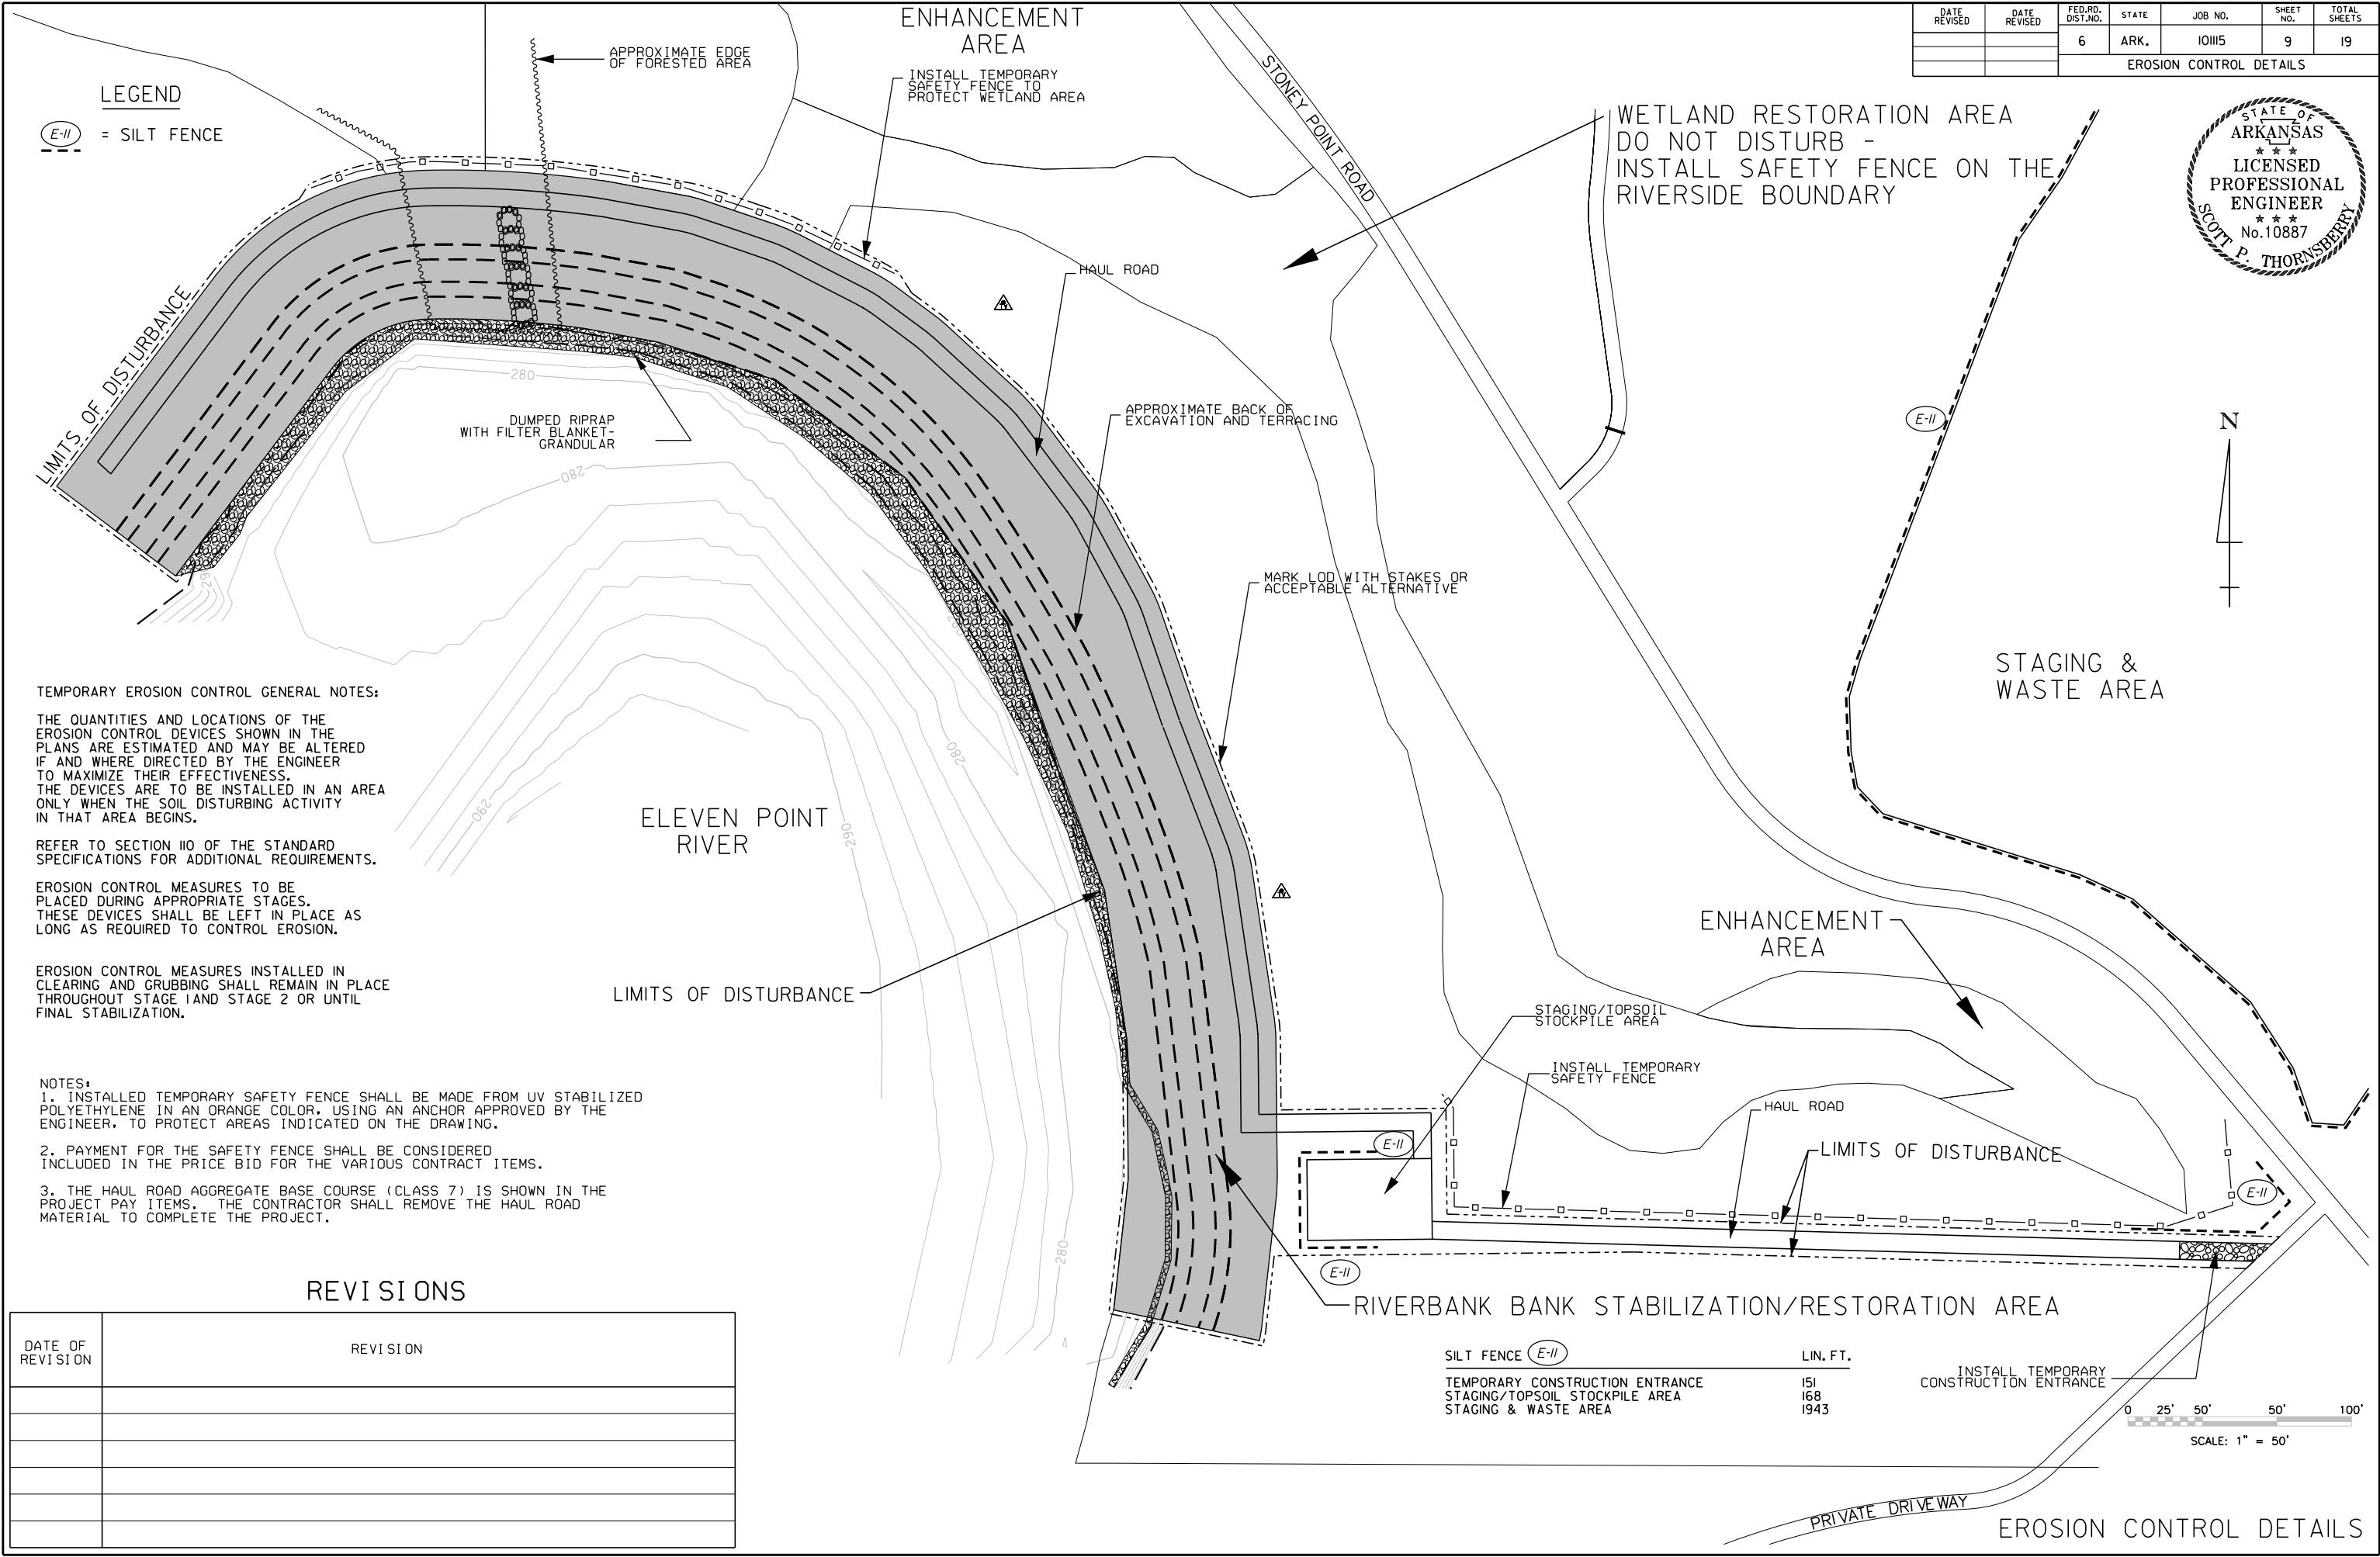 DATE REVISED
DATE REVISED
FED.RD. DIST.NO.
STATE
JOB NO.
SHEET NO.
TOTAL SHEETS
6
ARK.
101115
9
19
EROSION CONTROL DETAILS
STATE OF
ARKANSAS
★ ★ ★
LICENSED
PROFESSIONAL
ENGINEER
★ ★ ★
No.10887
SCOTT P. THORNSBERRY
LEGEND
E-11
= SILT FENCE
APPROXIMATE EDGE
OF FORESTED AREA
ENHANCEMENT
AREA
INSTALL TEMPORARY
SAFETY FENCE TO
PROTECT WETLAND AREA
STONEY POINT ROAD
WETLAND RESTORATION AREA
DO NOT DISTURB -
INSTALL SAFETY FENCE ON THE
RIVERSIDE BOUNDARY
HAUL ROAD
LIMITS OF DISTURBANCE
280
DUMPED RIPRAP
WITH FILTER BLANKET-
GRANDULAR
280
APPROXIMATE BACK OF
EXCAVATION AND TERRACING
E-11
N
MARK LOD WITH STAKES OR
ACCEPTABLE ALTERNATIVE
STAGING &
WASTE AREA
TEMPORARY EROSION CONTROL GENERAL NOTES:
THE QUANTITIES AND LOCATIONS OF THE
EROSION CONTROL DEVICES SHOWN IN THE
PLANS ARE ESTIMATED AND MAY BE ALTERED
IF AND WHERE DIRECTED BY THE ENGINEER
TO MAXIMIZE THEIR EFFECTIVENESS.
THE DEVICES ARE TO BE INSTALLED IN AN AREA
ONLY WHEN THE SOIL DISTURBING ACTIVITY
IN THAT AREA BEGINS.
REFER TO SECTION 110 OF THE STANDARD
SPECIFICATIONS FOR ADDITIONAL REQUIREMENTS.
EROSION CONTROL MEASURES TO BE
PLACED DURING APPROPRIATE STAGES.
THESE DEVICES SHALL BE LEFT IN PLACE AS
LONG AS REQUIRED TO CONTROL EROSION.
EROSION CONTROL MEASURES INSTALLED IN
CLEARING AND GRUBBING SHALL REMAIN IN PLACE
THROUGHOUT STAGE 1 AND STAGE 2 OR UNTIL
FINAL STABILIZATION.
280
290
290
ELEVEN POINT
RIVER
LIMITS OF DISTURBANCE
ENHANCEMENT
AREA
STAGING/TOPSOIL
STOCKPILE AREA
INSTALL TEMPORARY
SAFETY FENCE
HAUL ROAD
LIMITS OF DISTURBANCE
E-11
E-11
E-11
280
RIVERBANK BANK STABILIZATION/RESTORATION AREA
NOTES:
1. INSTALLED TEMPORARY SAFETY FENCE SHALL BE MADE FROM UV STABILIZED
POLYETHYLENE IN AN ORANGE COLOR, USING AN ANCHOR APPROVED BY THE
ENGINEER, TO PROTECT AREAS INDICATED ON THE DRAWING.
2. PAYMENT FOR THE SAFETY FENCE SHALL BE CONSIDERED
INCLUDED IN THE PRICE BID FOR THE VARIOUS CONTRACT ITEMS.
3. THE HAUL ROAD AGGREGATE BASE COURSE (CLASS 7) IS SHOWN IN THE
PROJECT PAY ITEMS. THE CONTRACTOR SHALL REMOVE THE HAUL ROAD
MATERIAL TO COMPLETE THE PROJECT.
REVISIONS
DATE OF
REVISION
REVISION
SILT FENCE E-11 LIN. FT.
TEMPORARY CONSTRUCTION ENTRANCE 151
STAGING/TOPSOIL STOCKPILE AREA 168
STAGING & WASTE AREA 1943
INSTALL TEMPORARY
CONSTRUCTION ENTRANCE
0 25' 50' 50' 100'
SCALE: 1" = 50'
PRIVATE DRIVEWAY
EROSION CONTROL DETAILS